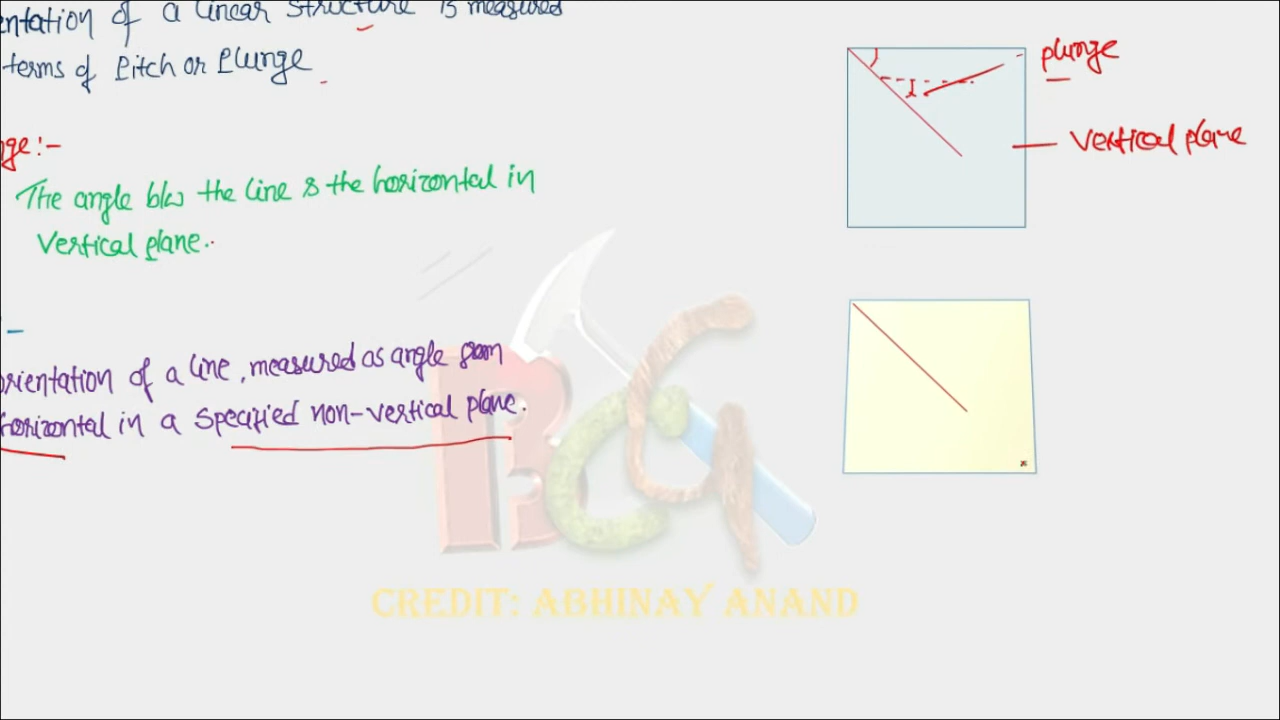 entation of a linear structure is measured
terms of Pitch or Plunge
nge:-
The angle b/w the line & the horizontal in
Vertical plane.
-
orientation of a line, measured as angle from
horizontal in a specified non-vertical plane.
plunge
Vertical plane
BCG
CREDIT: ABHINAY ANAND